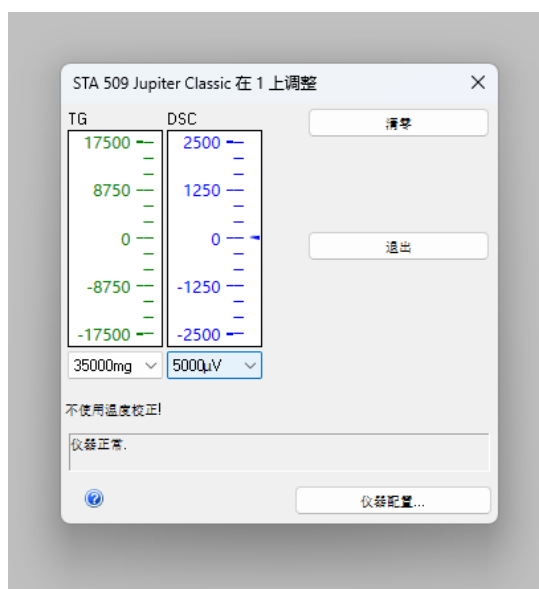 STA 509 Jupiter Classic 在 1 上调整
TG DSC
清零
17500 2500
8750 1250
0 0
退出
-8750 -1250
-17500 -2500
35000mg 5000µV
不使用温度校正!
仪器正常.
仪器配置...